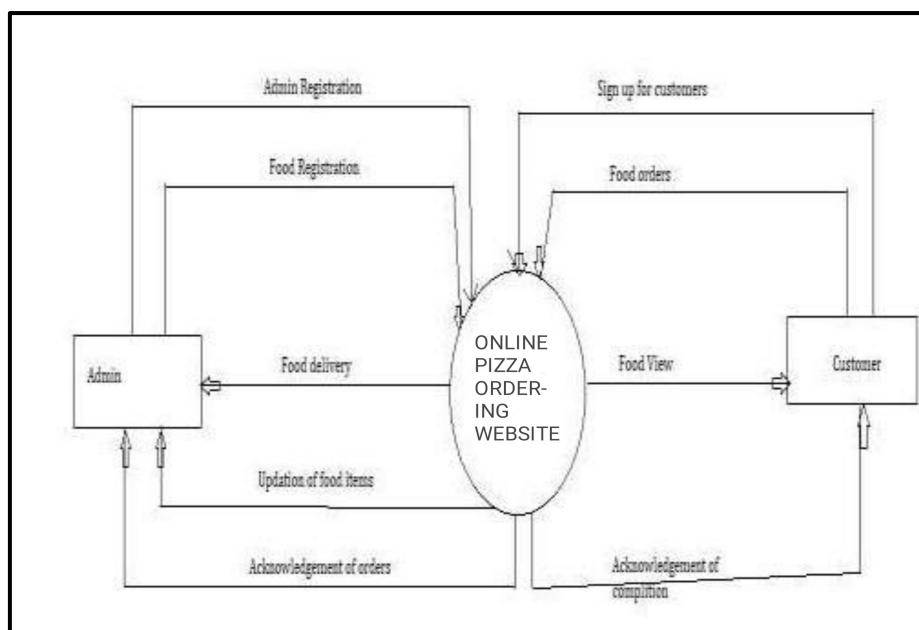 Admin Registration
Sign up for customers
Food Registration
Food orders
ONLINE
PIZZA
ORDER-
ING
WEBSITE
Admin
Food delivery
Food View
Customer
Updation of food items
Acknowledgement of orders
Acknowledgement of
complition